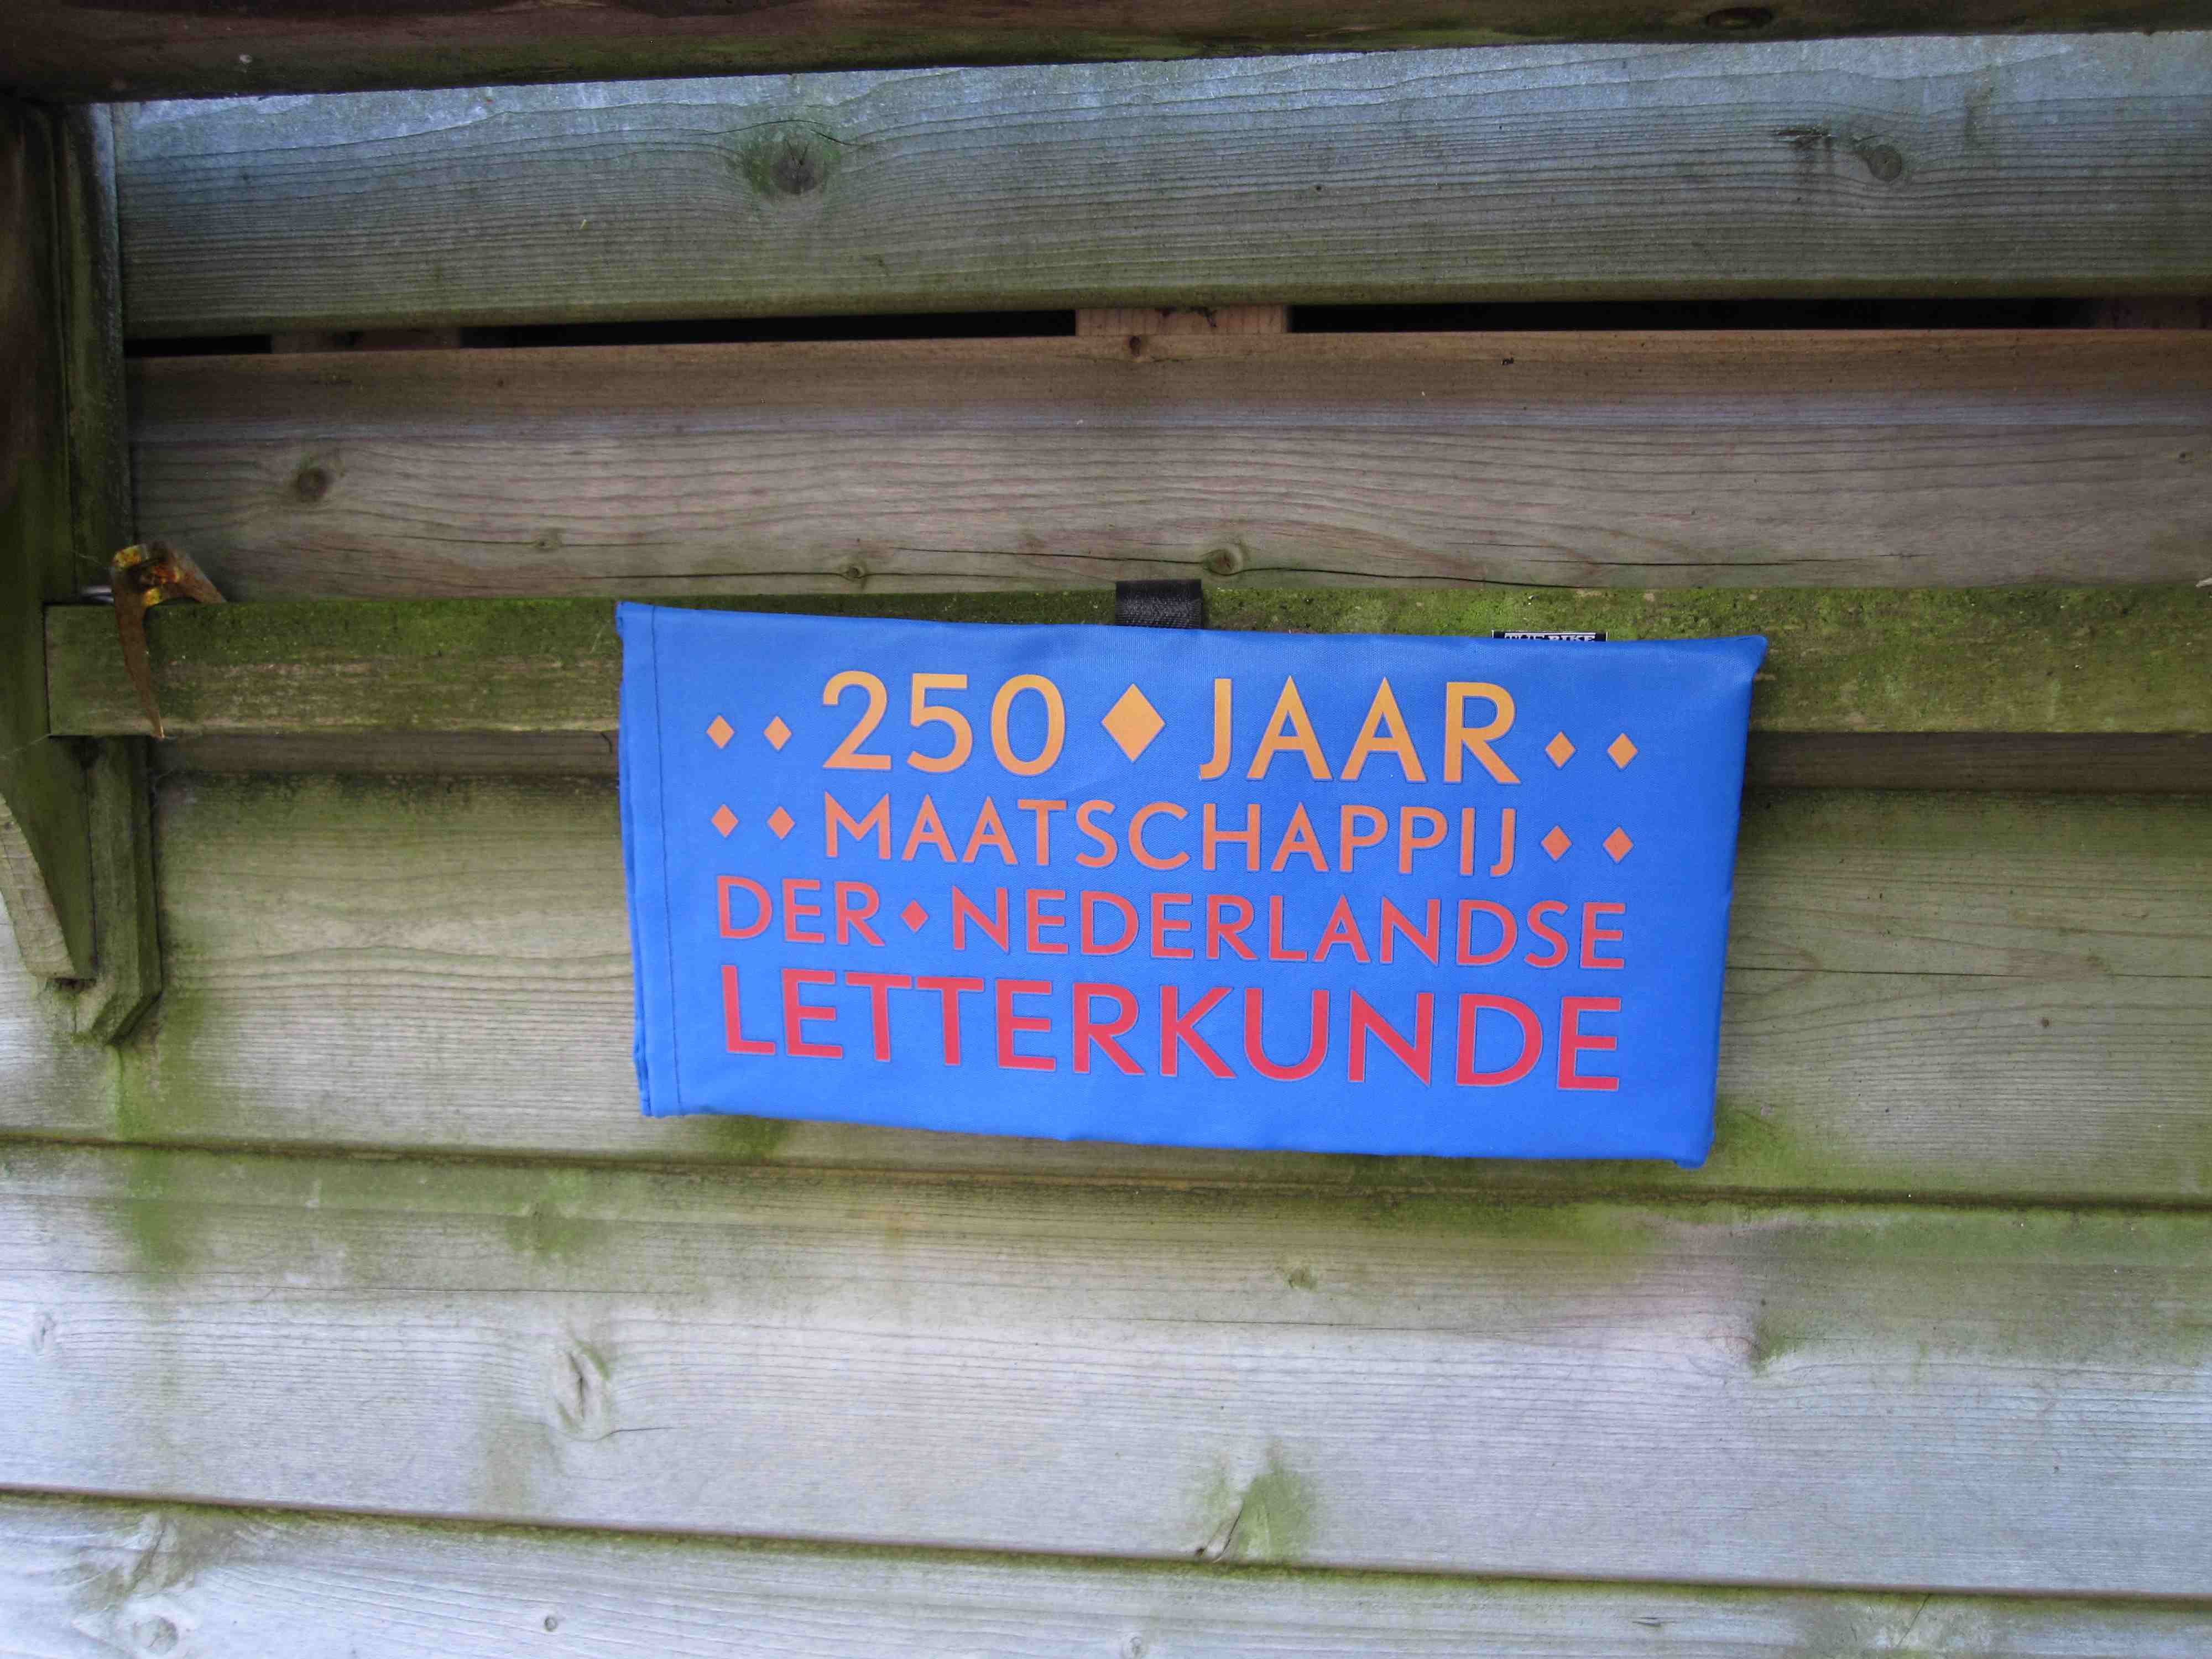 250 ♦ JAAR
MAATSCHAPPIJ
DER ♦ NEDERLANDSE
LETTERKUNDE